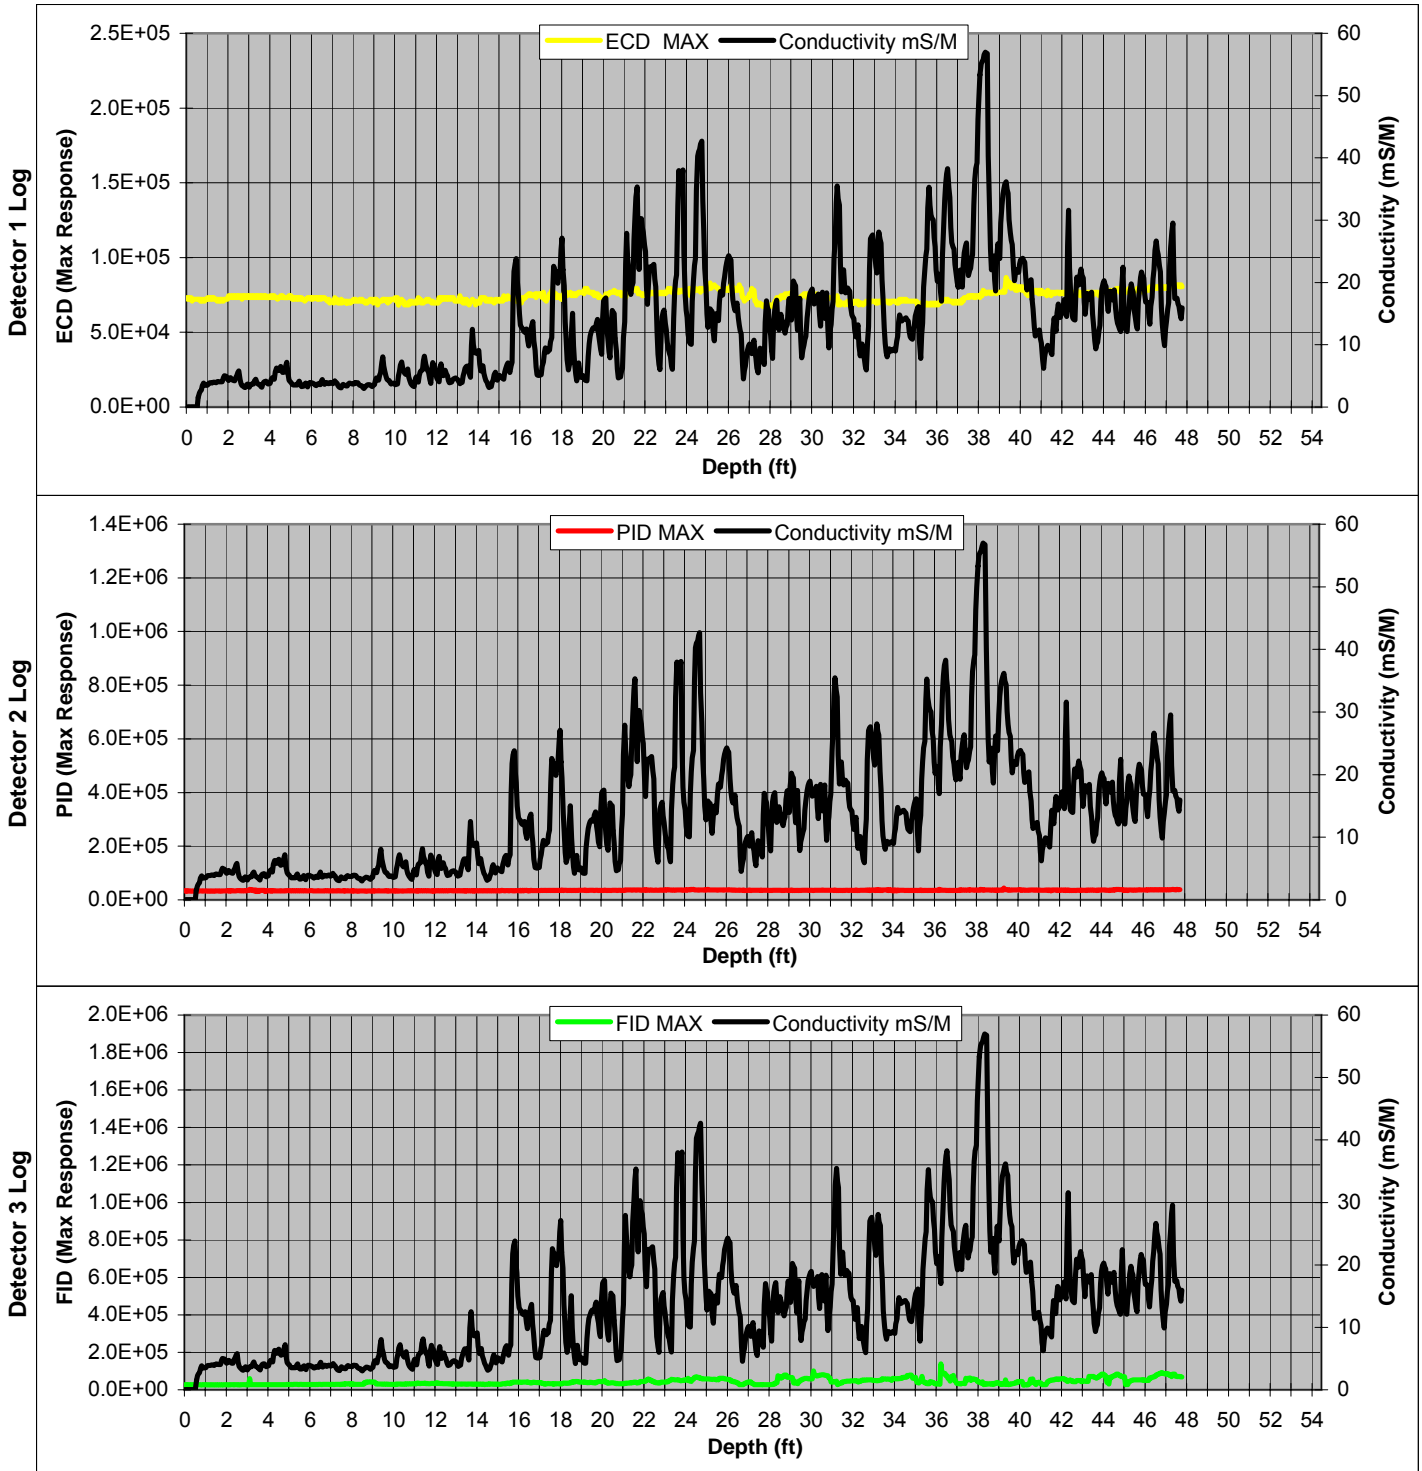 Detector 1 Log
ECD MAX Conductivity mS/M
ECD (Max Response)
2.5E+05
2.0E+05
1.5E+05
1.0E+05
5.0E+04
0.0E+00
60
50
40
30
20
10
0
Conductivity (mS/M)
0 2 4 6 8 10 12 14 16 18 20 22 24 26 28 30 32 34 36 38 40 42 44 46 48 50 52 54
Depth (ft)
Detector 2 Log
PID MAX Conductivity mS/M
PID (Max Response)
1.4E+06
1.2E+06
1.0E+06
8.0E+05
6.0E+05
4.0E+05
2.0E+05
0.0E+00
60
50
40
30
20
10
0
Conductivity (mS/M)
0 2 4 6 8 10 12 14 16 18 20 22 24 26 28 30 32 34 36 38 40 42 44 46 48 50 52 54
Depth (ft)
Detector 3 Log
FID MAX Conductivity mS/M
FID (Max Response)
2.0E+06
1.8E+06
1.6E+06
1.4E+06
1.2E+06
1.0E+06
8.0E+05
6.0E+05
4.0E+05
2.0E+05
0.0E+00
60
50
40
30
20
10
0
Conductivity (mS/M)
0 2 4 6 8 10 12 14 16 18 20 22 24 26 28 30 32 34 36 38 40 42 44 46 48 50 52 54
Depth (ft)